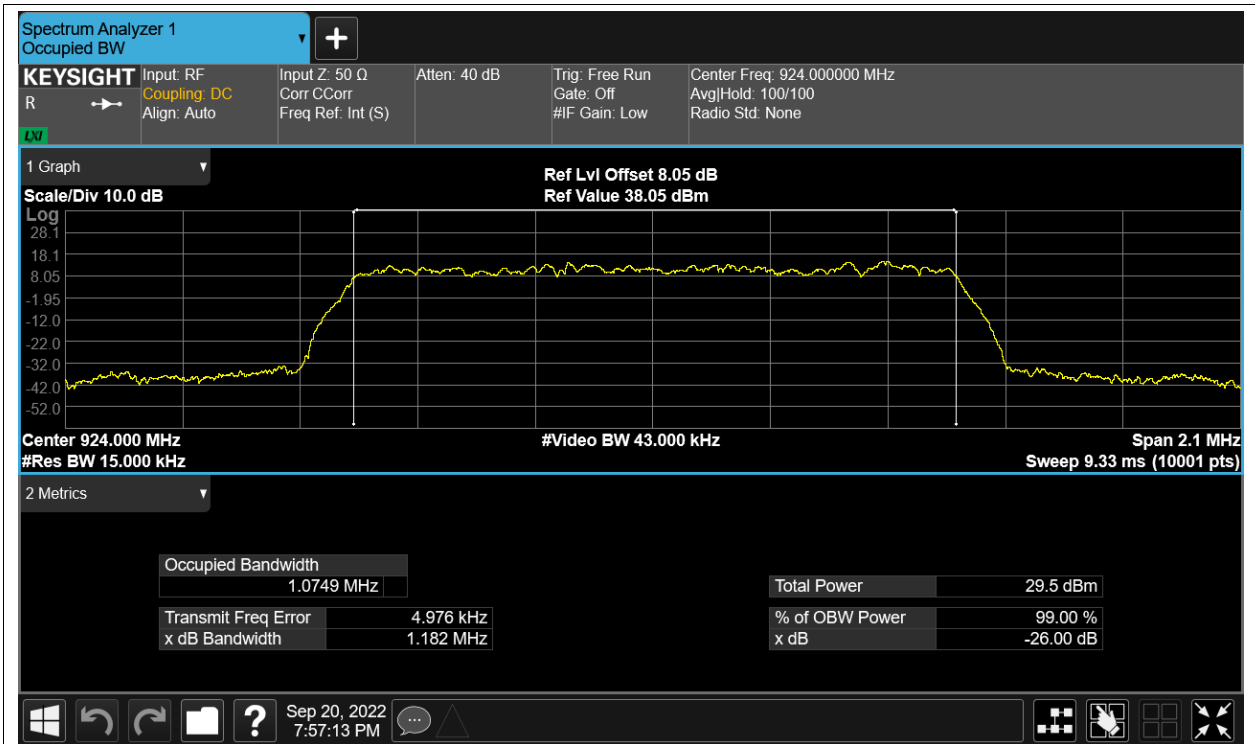 Spectrum Analyzer 1
Occupied BW
+
KEYSIGHT
R
LXI
Input: RF
Coupling: DC
Align: Auto
Input Z: 50 Ω
Corr CCorr
Freq Ref: Int (S)
Atten: 40 dB
Trig: Free Run
Gate: Off
#IF Gain: Low
Center Freq: 924.000000 MHz
Avg|Hold: 100/100
Radio Std: None
1 Graph
Scale/Div 10.0 dB
Ref Lvl Offset 8.05 dB
Ref Value 38.05 dBm
Log
28.1
18.1
8.05
-1.95
-12.0
-22.0
-32.0
-42.0
-52.0
Center 924.000 MHz
#Res BW 15.000 kHz
#Video BW 43.000 kHz
Span 2.1 MHz
Sweep 9.33 ms (10001 pts)
2 Metrics
Occupied Bandwidth
1.0749 MHz
Transmit Freq Error 4.976 kHz
x dB Bandwidth 1.182 MHz
Total Power 29.5 dBm
% of OBW Power 99.00 %
x dB -26.00 dB
?
Sep 20, 2022
7:57:13 PM